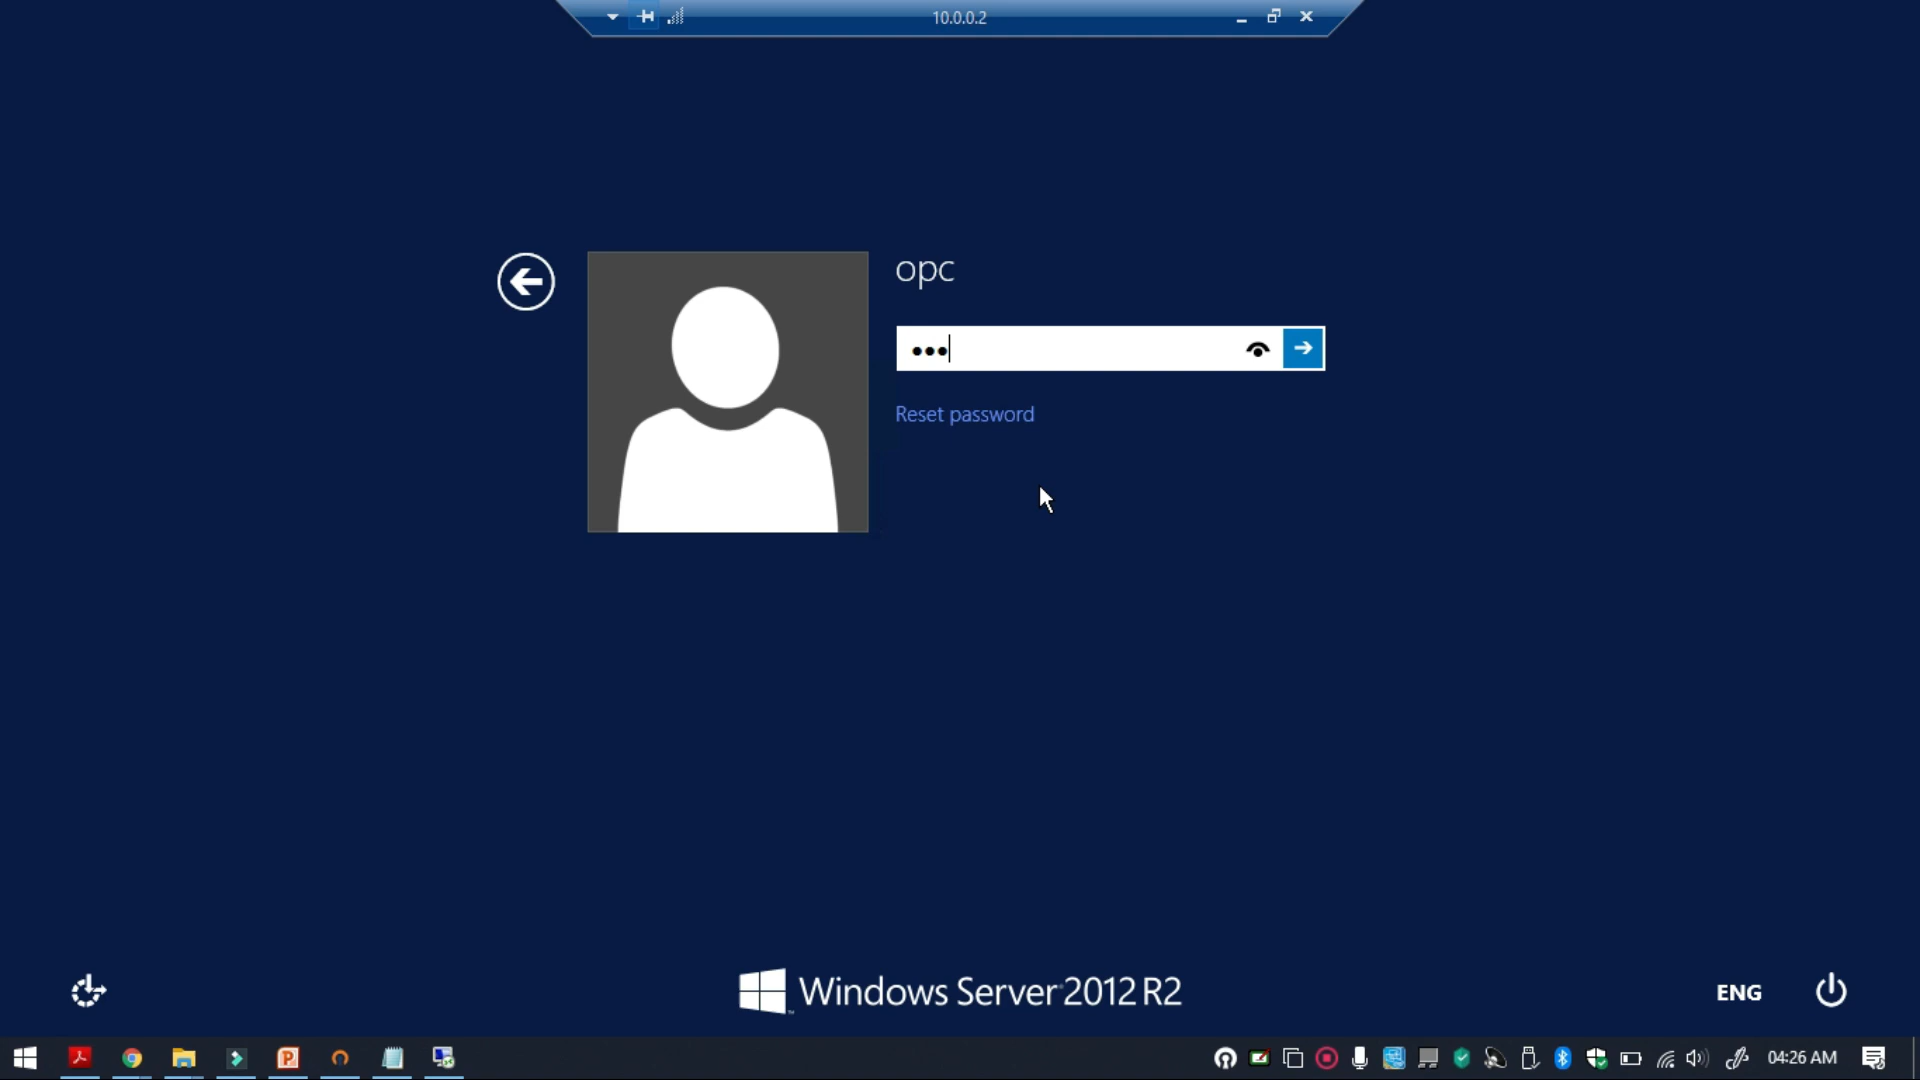 10.0.0.2
opc
Reset password
Windows Server 2012 R2
ENG
04:26 AM